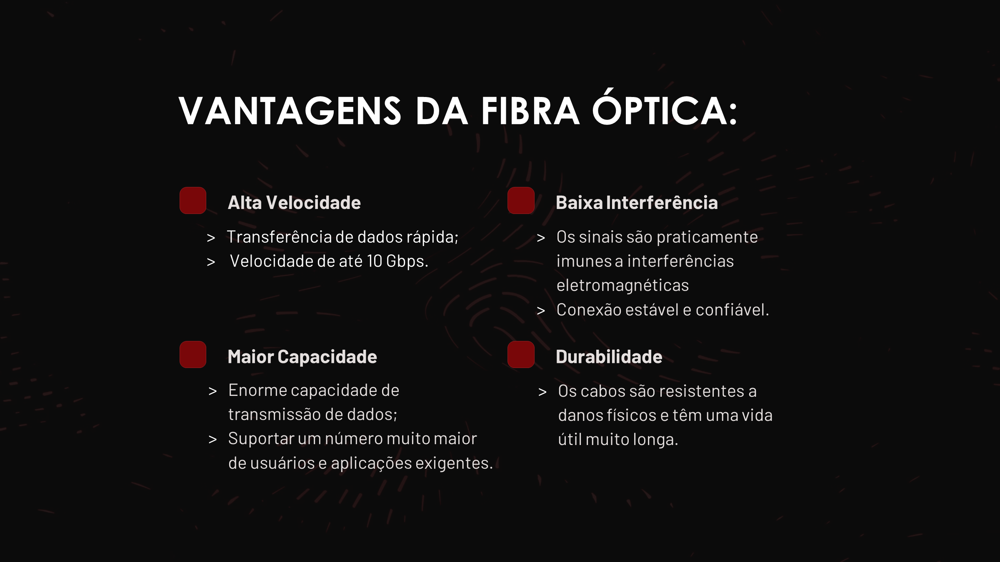 VANTAGENS DA FIBRA ÓPTICA:
Alta Velocidade
> Transferência de dados rápida;
> Velocidade de até 10 Gbps.
Baixa Interferência
> Os sinais são praticamente
imunes a interferências
eletromagnéticas
> Conexão estável e confiável.
Maior Capacidade
> Enorme capacidade de
transmissão de dados;
> Suportar um número muito maior
de usuários e aplicações exigentes.
Durabilidade
> Os cabos são resistentes a
danos físicos e têm uma vida
útil muito longa.